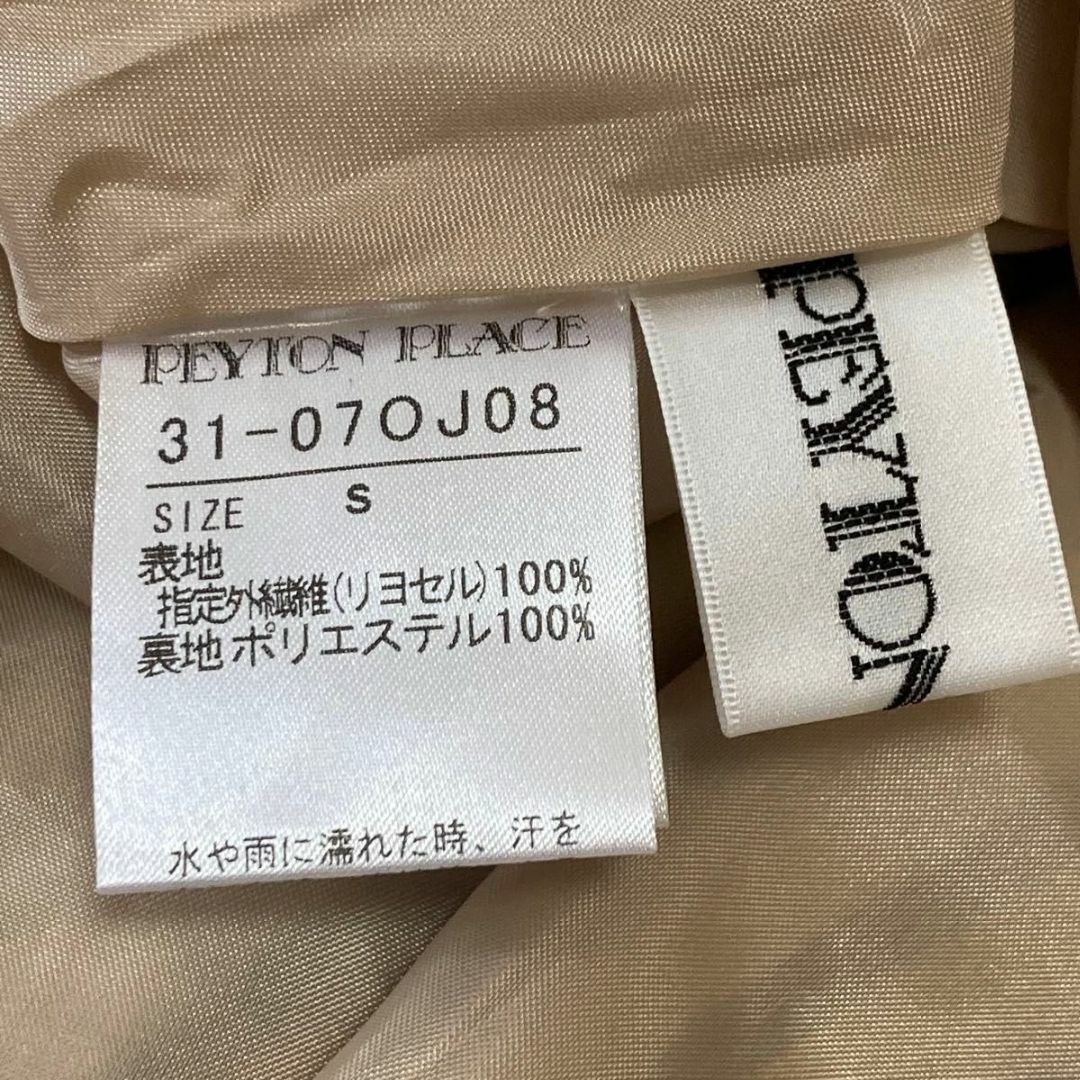 PEYTON PLACE
31-07OJ08
SIZE S
表地
指定外繊維(リヨセル)100%
裏地 ポリエステル100%
水や雨に濡れた時、汗を
PEYTON